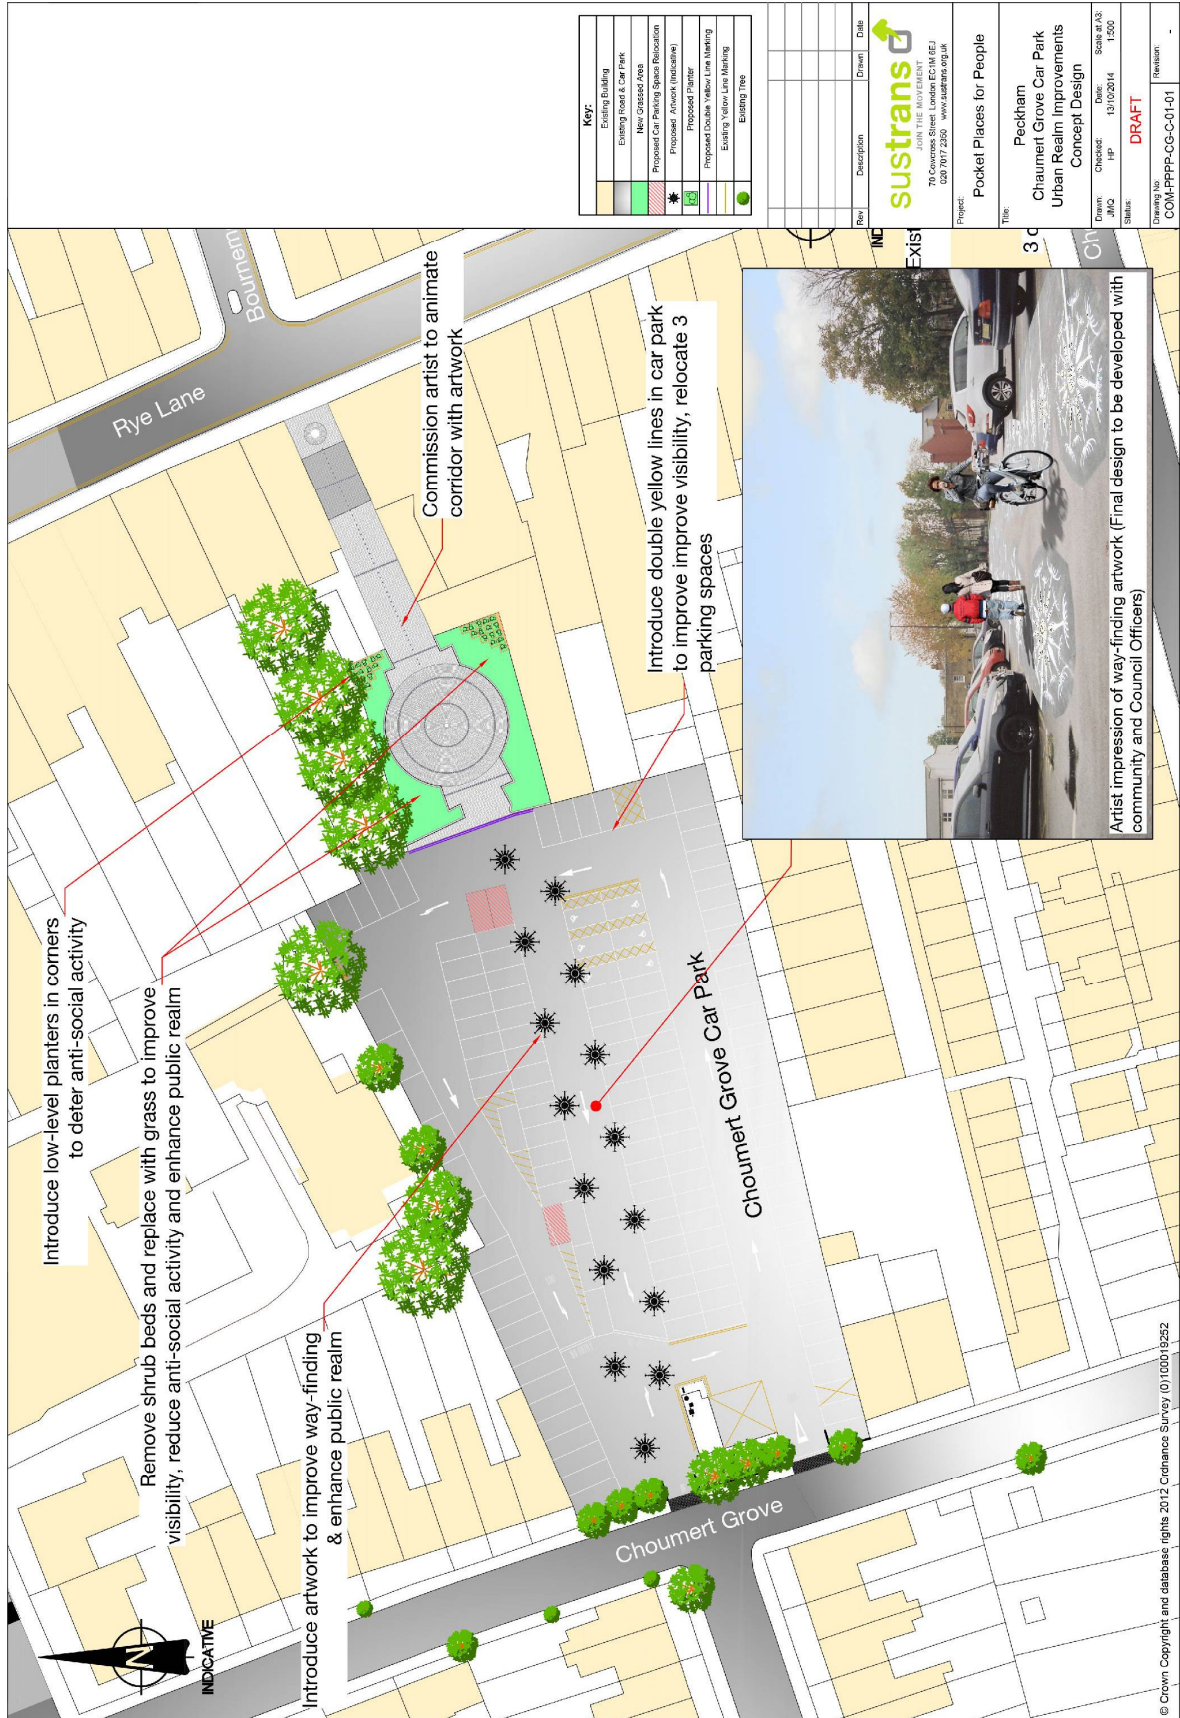 Introduce low-level planters in corners
to deter anti-social activity
Remove shrub beds and replace with grass to improve
visibility, reduce anti-social activity and enhance public realm
Introduce artwork to improve way-finding
& enhance public realm
N
INDICATIVE
Rye Lane
Bournem
Commission artist to animate
corridor with artwork
Introduce double yellow lines in car park
to improve improve visibility, relocate 3
parking spaces
Choumert Grove Car Park
Choumert Grove
Artist impression of way-finding artwork (Final design to be developed with
community and Council Officers)
IND
Exist
3 c
Ch
© Crown Copyright and database rights 2012 Ordnance Survey (0)100019252
Key:
Existing Building
Existing Road & Car Park
New Grassed Area
Proposed Car Parking Space Relocation
Proposed Artwork (Indicative)
Proposed Planter
Proposed Double Yellow Line Marking
Existing Yellow Line Marking
Existing Tree
Rev Description Drawn Date
sustrans
JOIN THE MOVEMENT
70 Cowcross Street London EC1M 6EJ
020 7017 2350 www.sustrans.org.uk
Project:
Pocket Places for People
Title:
Peckham
Chaumert Grove Car Park
Urban Realm Improvements
Concept Design
Drawn: Checked: Date: Scale at A3:
JMQ HP 13/10/2014 1:500
Status:
DRAFT
Drawing No: Revision:
COM-PPPP-CG-C-01-01 -